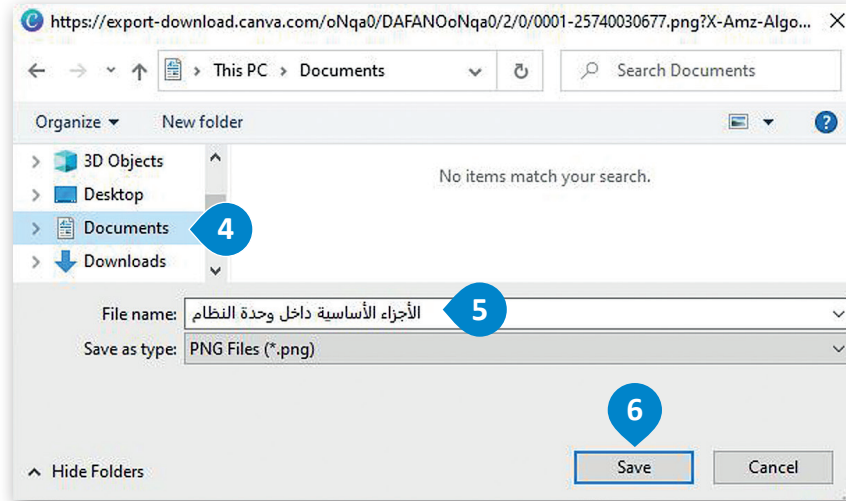 https://export-download.canva.com/oNqa0/DAFANOoNqa0/2/0/0001-25740030677.png?X-Amz-Algo...
This PC > Documents
Search Documents
Organize
New folder
3D Objects
No items match your search.
Desktop
Documents
4
Downloads
File name: الأجزاء الأساسية داخل وحدة النظام
5
Save as type: PNG Files (*.png)
6
Hide Folders
Save
Cancel